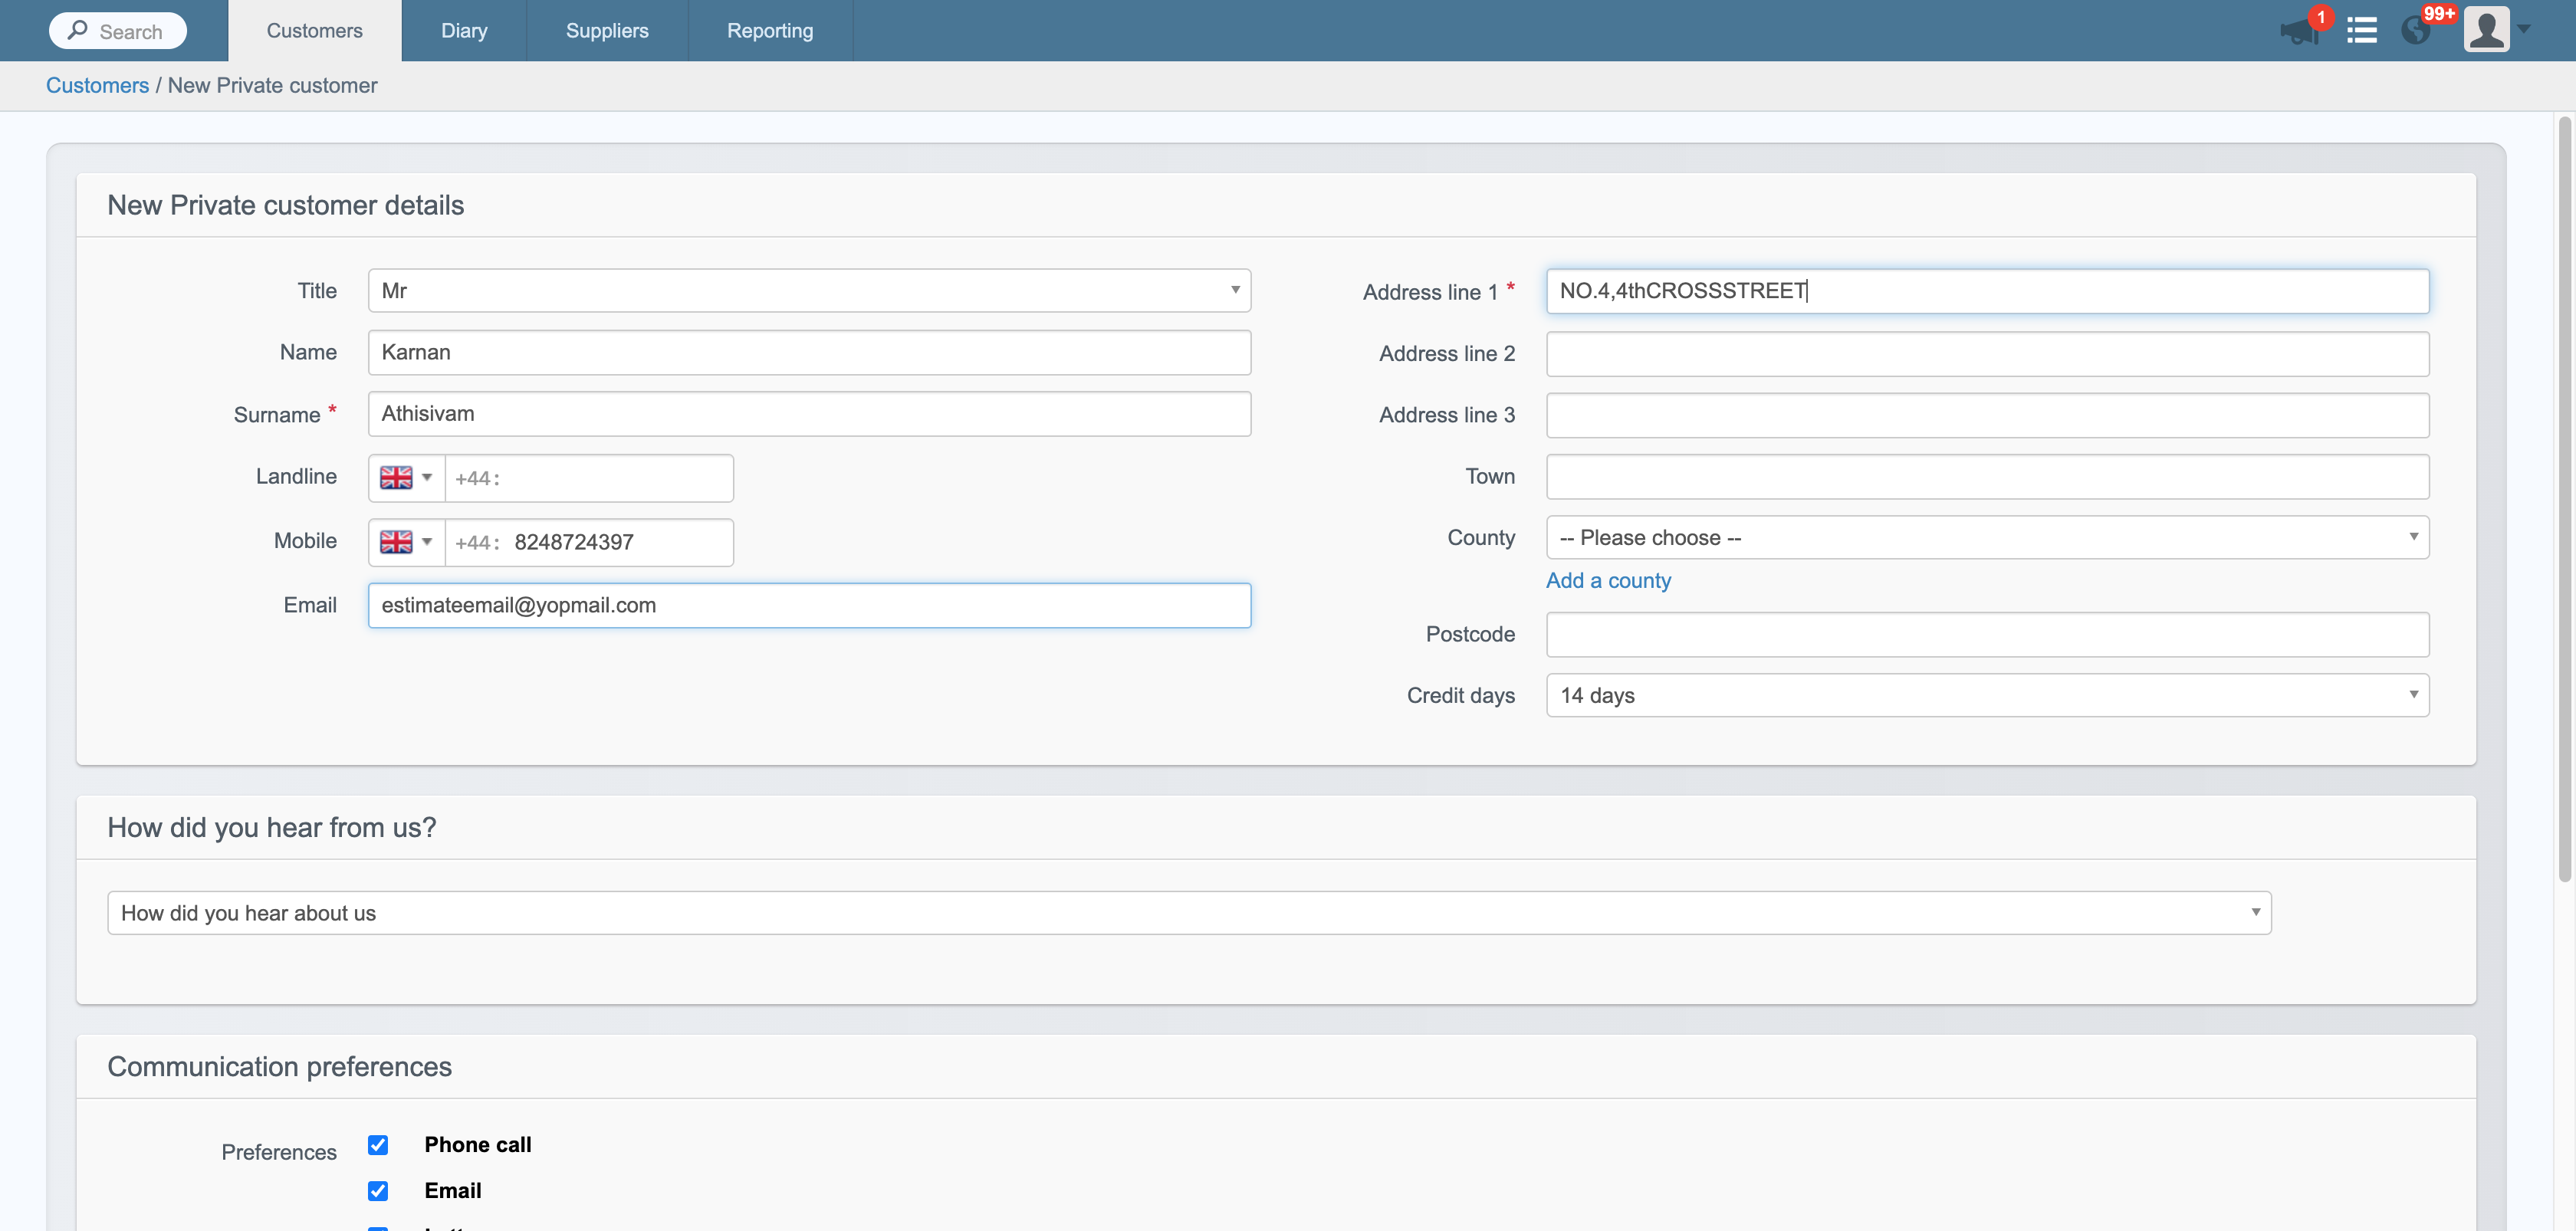 Search
Customers
Diary
Suppliers
Reporting
1
99+
Customers / New Private customer
New Private customer details
Title
Mr
Name
Karnan
Surname *
Athisivam
Landline
+44:
Mobile
+44: 8248724397
Email
estimateemail@yopmail.com
Address line 1 *
NO.4,4thCROSSSTREET
Address line 2
Address line 3
Town
County
-- Please choose --
Add a county
Postcode
Credit days
14 days
How did you hear from us?
How did you hear about us
Communication preferences
Preferences
Phone call
Email